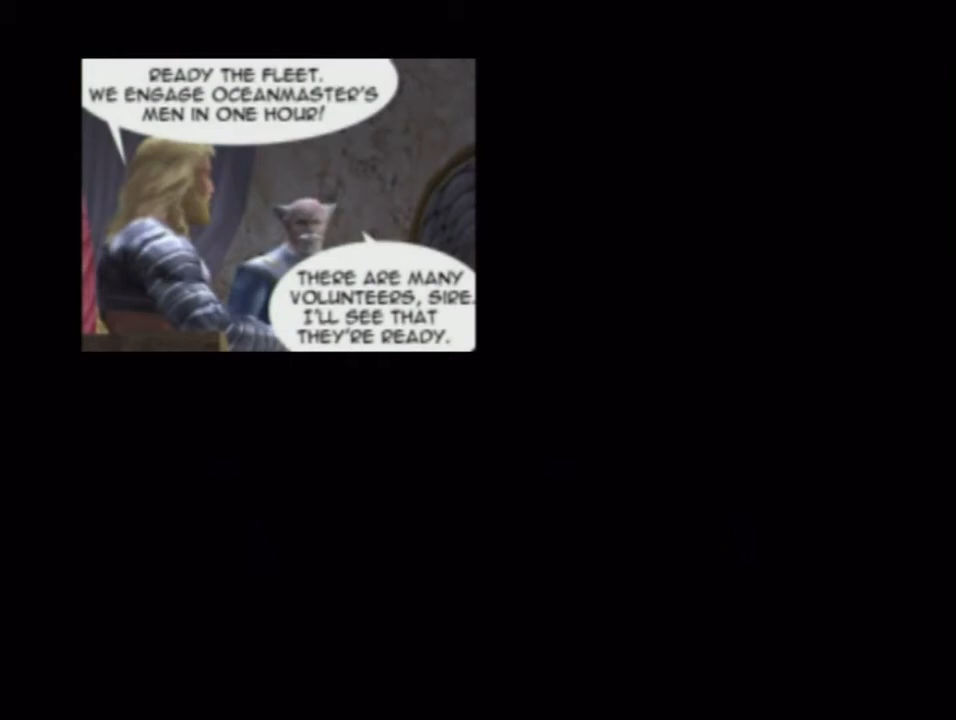 READY THE FLEET.
WE ENGAGE OCEANMASTER'S
MEN IN ONE HOUR!
THERE ARE MANY
VOLUNTEERS, SIRE.
I'LL SEE THAT
THEY'RE READY.